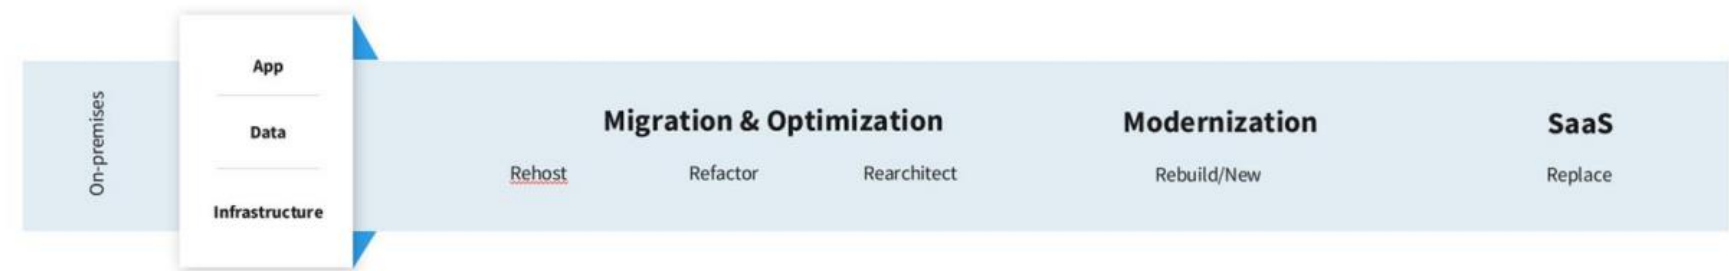 On-premises
App
Data
Infrastructure
Migration & Optimization
Rehost
Refactor
Rearchitect
Modernization
Rebuild/New
SaaS
Replace